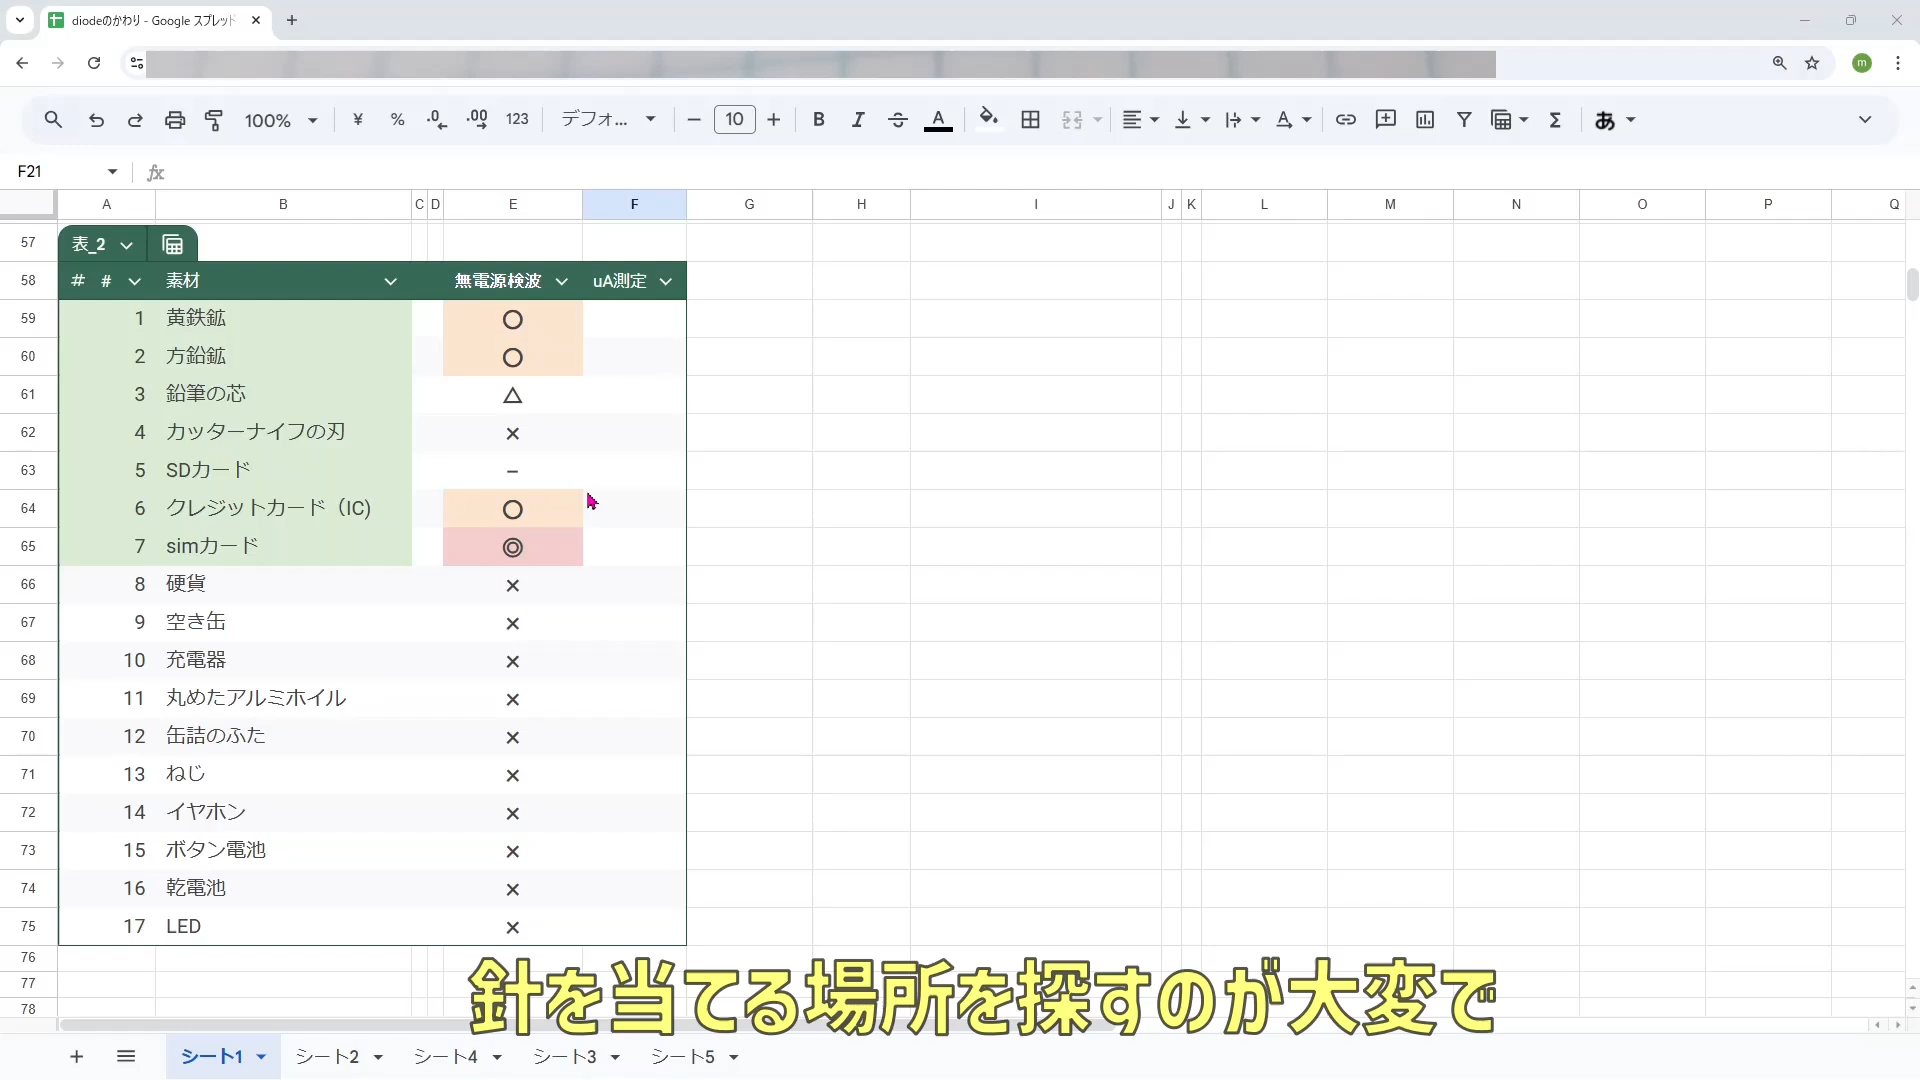 diodeのかわり - Google スプレッド
m
100%
¥
%
.0
.00
123
デフォ...
10
B
I
A
Σ
あ
F21
fx
A B C D E F G H I J K L M N O P Q
57 表_2
58 # # 素材 無電源検波 uA測定
59 1 黄鉄鉱 〇
60 2 方鉛鉱 〇
61 3 鉛筆の芯 △
62 4 カッターナイフの刃 ×
63 5 SDカード −
64 6 クレジットカード（IC) 〇
65 7 simカード ◎
66 8 硬貨 ×
67 9 空き缶 ×
68 10 充電器 ×
69 11 丸めたアルミホイル ×
70 12 缶詰のふた ×
71 13 ねじ ×
72 14 イヤホン ×
73 15 ボタン電池 ×
74 16 乾電池 ×
75 17 LED ×
76
77
78
針を当てる場所を探すのが大変で
シート1 シート2 シート4 シート3 シート5